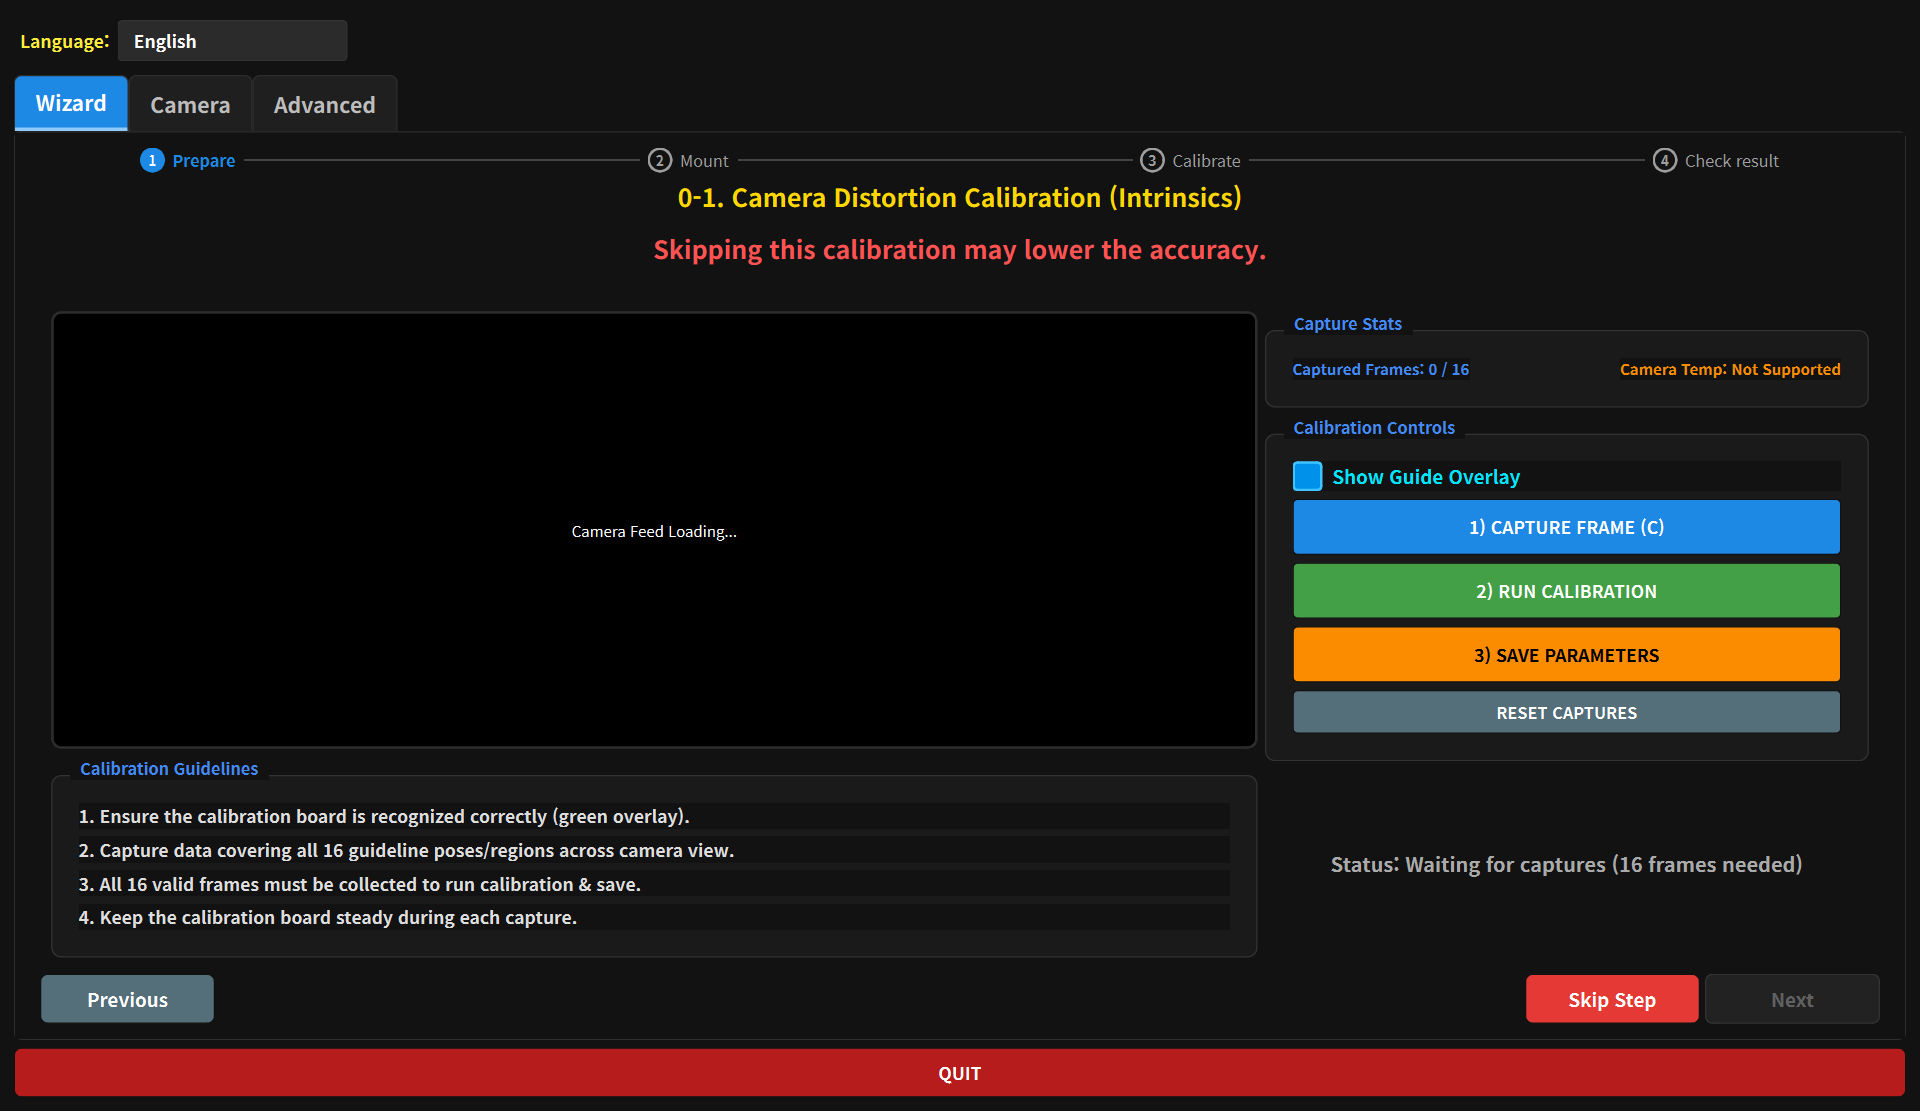 Language: English
Wizard Camera Advanced
1 Prepare 2 Mount 3 Calibrate 4 Check result
0-1. Camera Distortion Calibration (Intrinsics)
Skipping this calibration may lower the accuracy.
Camera Feed Loading...
Capture Stats
Captured Frames: 0 / 16 Camera Temp: Not Supported
Calibration Controls
Show Guide Overlay
1) CAPTURE FRAME (C)
2) RUN CALIBRATION
3) SAVE PARAMETERS
RESET CAPTURES
Calibration Guidelines
1. Ensure the calibration board is recognized correctly (green overlay).
2. Capture data covering all 16 guideline poses/regions across camera view.
3. All 16 valid frames must be collected to run calibration & save.
4. Keep the calibration board steady during each capture.
Status: Waiting for captures (16 frames needed)
Previous Skip Step Next
QUIT